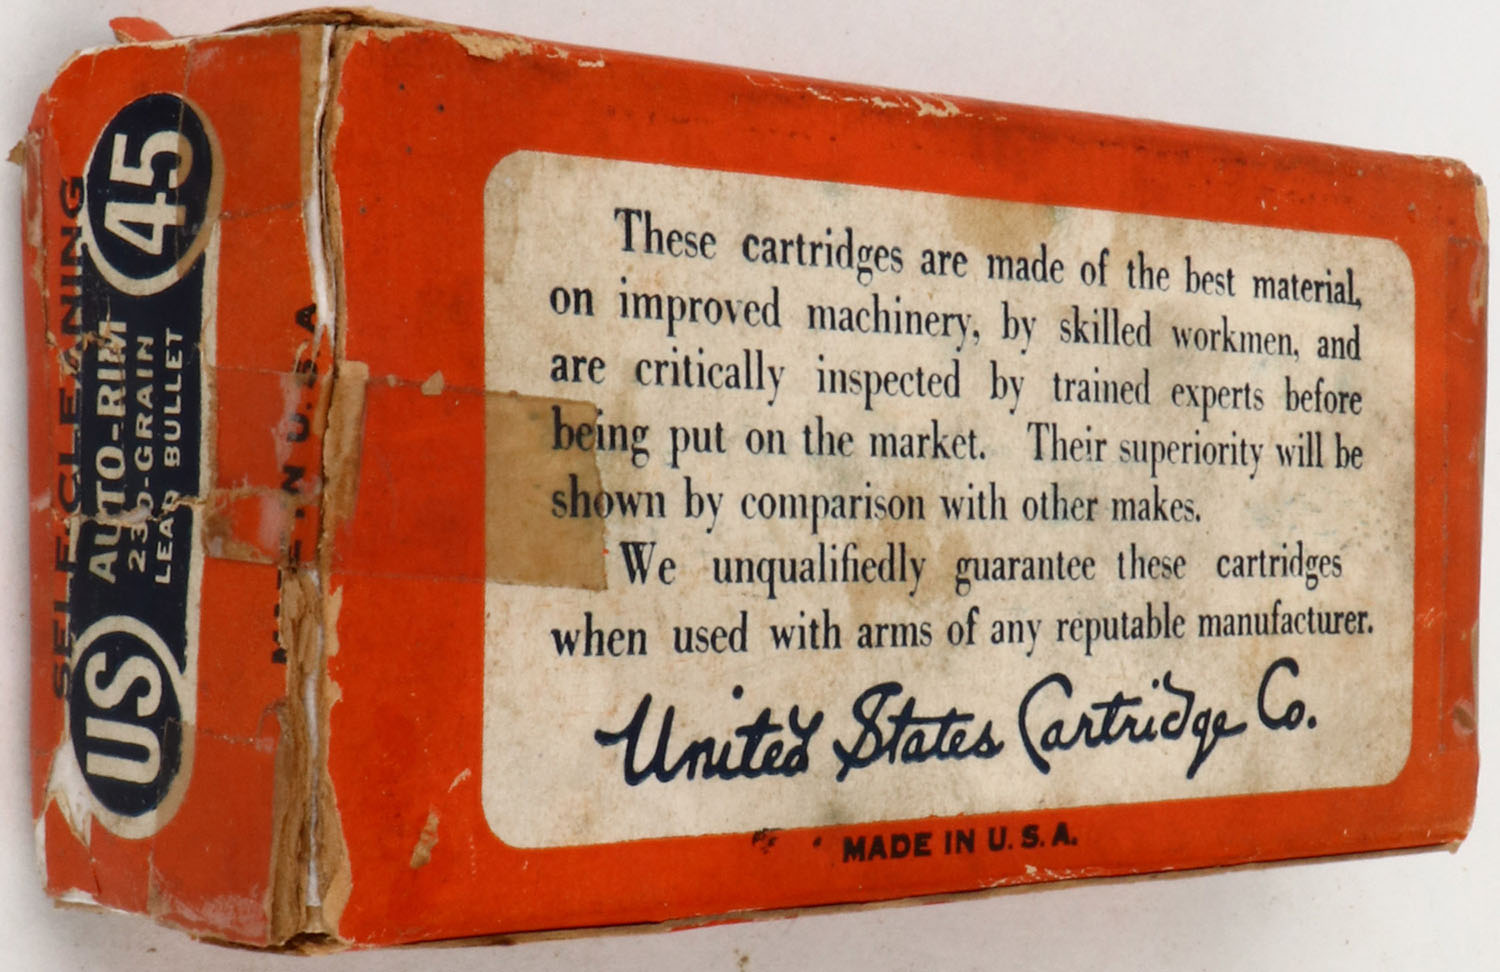 These cartridges are made of the best material,
on improved machinery, by skilled workmen, and
are critically inspected by trained experts before
being put on the market. Their superiority will be
shown by comparison with other makes.
We unqualifiedly guarantee these cartridges
when used with arms of any reputable manufacturer.
United States Cartridge Co.
MADE IN U.S.A.
SELF-CLEANING
US
AUTO-RIM
230-GRAIN
LEAD BULLET
45
IN U.S.A